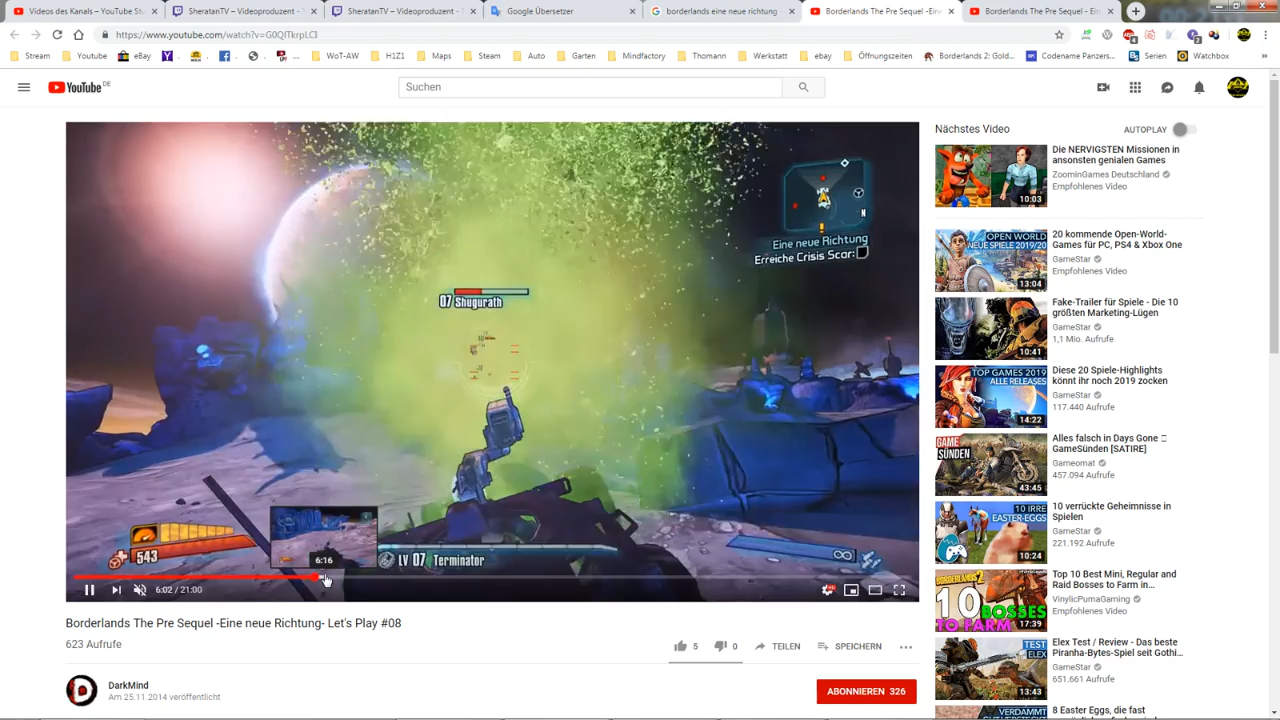 Videos des Kanals – YouTube Stu
SheratanTV – Videoproduzent - T
SheratanTV – Videoproduzent - T
Google Übersetzer
borderlands eine neue richtung -
Borderlands The Pre Sequel -Eine
Borderlands The Pre Sequel - Ein
https://www.youtube.com/watch?v=G0QiTkrpLCI
Stream
Youtube
eBay
WoT-AW
H1Z1
Maps
Steam
Auto
Garten
Mindfactory
Thomann
Werkstatt
ebay
Öffnungszeiten
Borderlands 2: Gold...
Codename Panzers...
Serien
Watchbox
YouTube DE
Suchen
N
Eine neue Richtung
Erreiche Crisis Scar:
07 Shugurath
543
LV 07 Terminator
6:16
6:02 / 21:00
Borderlands The Pre Sequel -Eine neue
Lets Play #08
623 Aufrufe
5
0
TEILEN
SPEICHERN
DarkMind
Am 25.11.2014 veröffentlicht
ABONNIEREN 326
Nächstes Video
AUTOPLAY
Die NERVIGSTEN Missionen in
ansonsten genialen Games
ZoominGames Deutschland
Empfohlenes Video
10:03
OPEN WORLD
NEUE SPIELE 2019/20
13:04
20 kommende Open-World-
Games für PC, PS4 & Xbox One
GameStar
Empfohlenes Video
10:41
Fake-Trailer für Spiele - Die 10
größten Marketing-Lügen
GameStar
1,1 Mio. Aufrufe
TOP GAMES 2019
ALLE RELEASES
14:22
Diese 20 Spiele-Highlights
könnt ihr noch 2019 zocken
GameStar
117.440 Aufrufe
GAME
SÜNDEN
43:45
Alles falsch in Days Gone
GameSünden [SATIRE]
Gameomat
457.094 Aufrufe
10 IRRE
EASTER-EGGS
10:24
10 verrückte Geheimnisse in
Spielen
GameStar
221.192 Aufrufe
BORDERLANDS 2
10 BOSSES
TO FARM
17:39
Top 10 Best Mini, Regular and
Raid Bosses to Farm in...
VinylicPumaGaming
Empfohlenes Video
TEST
ELEX
13:43
Elex Test / Review - Das beste
Piranha-Bytes-Spiel seit Gothi...
GameStar
651.661 Aufrufe
VERDAMMT
8 Easter Eggs, die fast